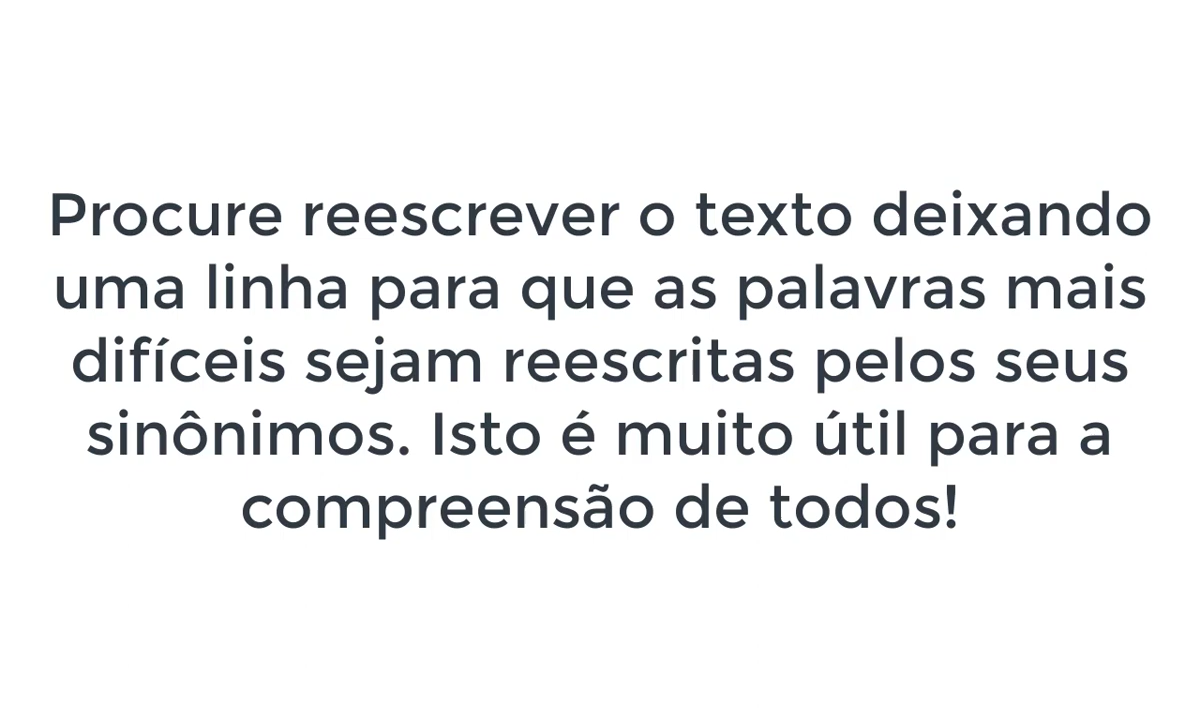 Procure reescrever o texto deixando
uma linha para que as palavras mais
difíceis sejam reescritas pelos seus
sinônimos. Isto é muito útil para a
compreensão de todos!